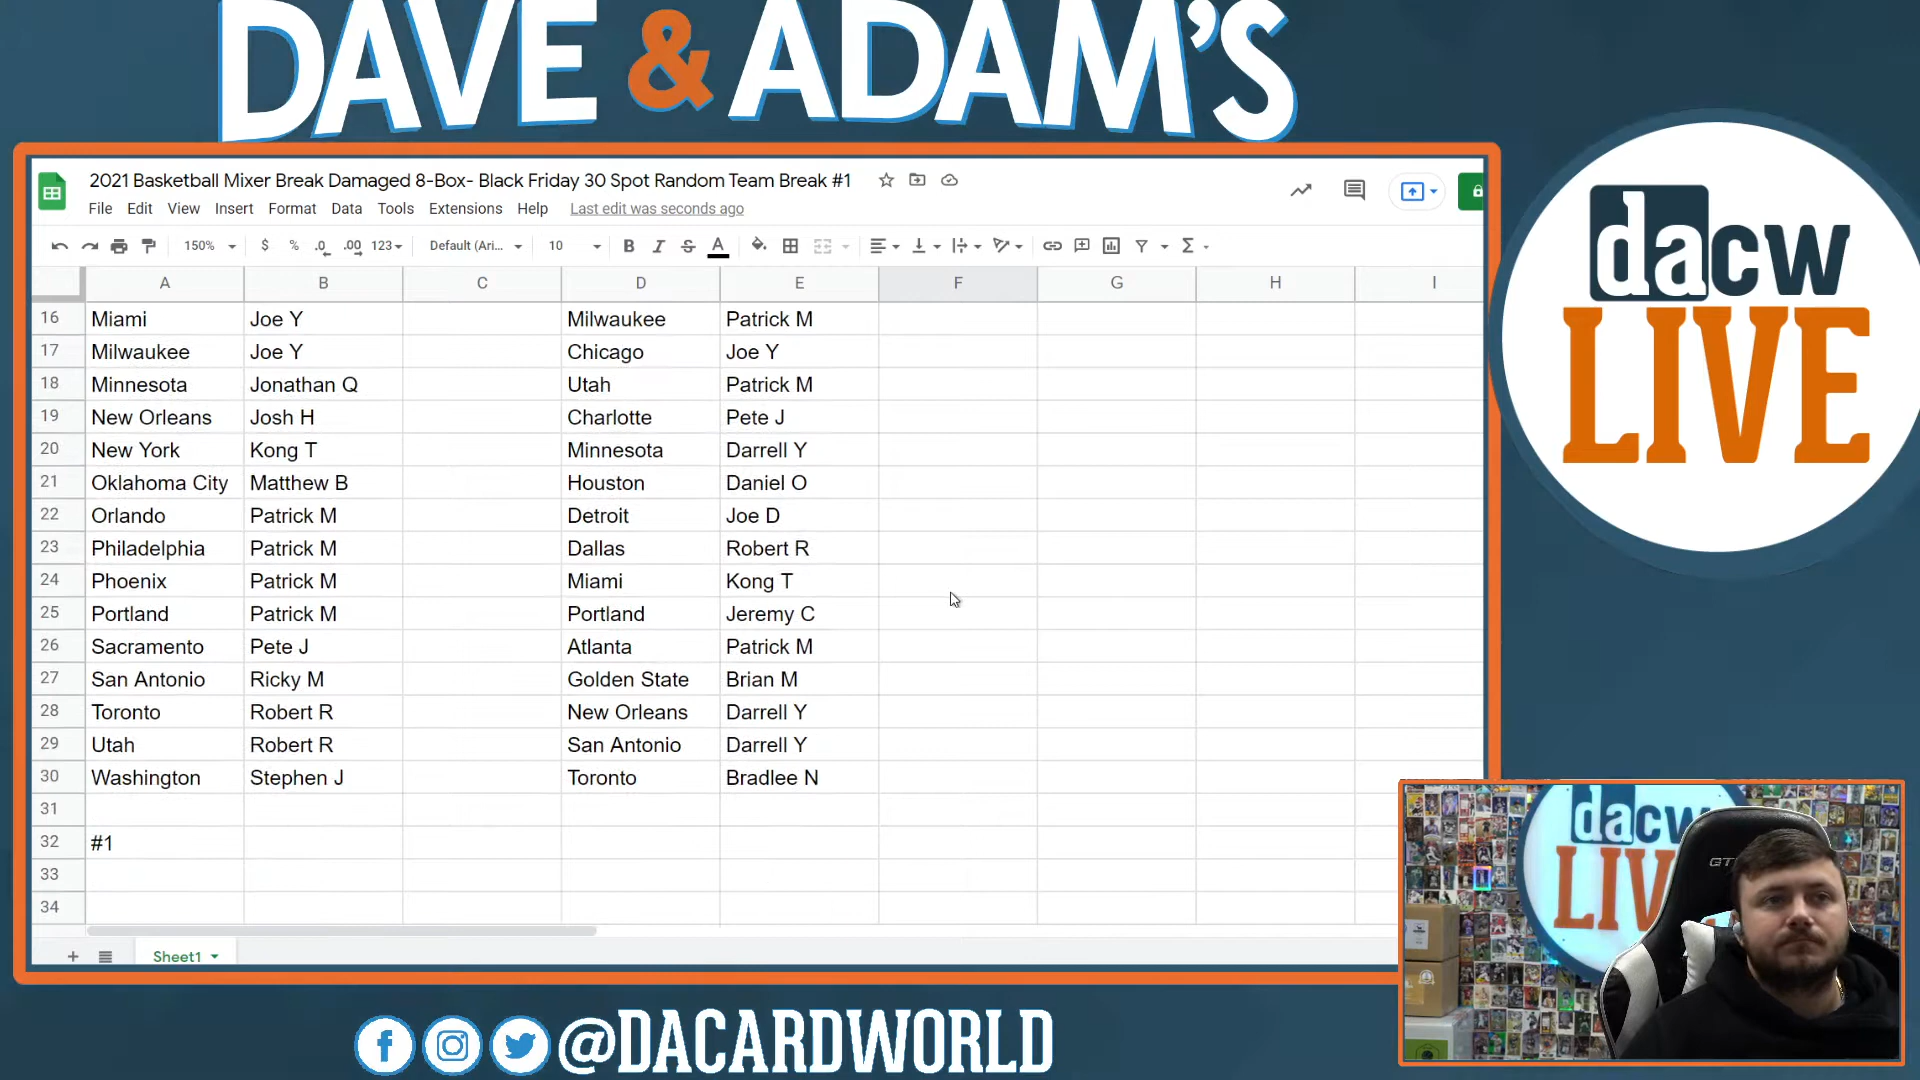 DAVE & ADAM'S
2021 Basketball Mixer Break Damaged 8-Box- Black Friday 30 Spot Random Team Break #1
File Edit View Insert Format Data Tools Extensions Help Last edit was seconds ago
150% $ % .0 .00 123 Default (Ari... 10 B I S A
A B C D E F G H I
16 Miami Joe Y Milwaukee Patrick M
17 Milwaukee Joe Y Chicago Joe Y
18 Minnesota Jonathan Q Utah Patrick M
19 New Orleans Josh H Charlotte Pete J
20 New York Kong T Minnesota Darrell Y
21 Oklahoma City Matthew B Houston Daniel O
22 Orlando Patrick M Detroit Joe D
23 Philadelphia Patrick M Dallas Robert R
24 Phoenix Patrick M Miami Kong T
25 Portland Patrick M Portland Jeremy C
26 Sacramento Pete J Atlanta Patrick M
27 San Antonio Ricky M Golden State Brian M
28 Toronto Robert R New Orleans Darrell Y
29 Utah Robert R San Antonio Darrell Y
30 Washington Stephen J Toronto Bradlee N
31
32 #1
33
34
Sheet1
dacw
LIVE
dacw
LIV
GT
@DACARDWORLD